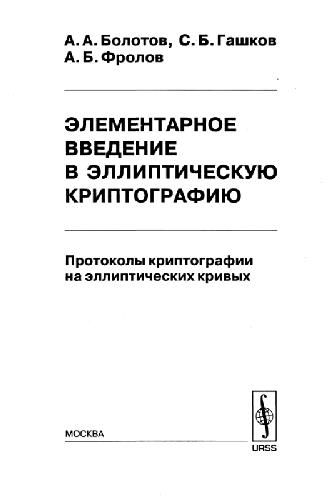 А. А. Болотов, С. Б. Гашков
А. Б. Фролов
ЭЛЕМЕНТАРНОЕ
ВВЕДЕНИЕ
В ЭЛЛИПТИЧЕСКУЮ
КРИПТОГРАФИЮ
Протоколы криптографии
на эллиптических кривых
МОСКВА
URSS